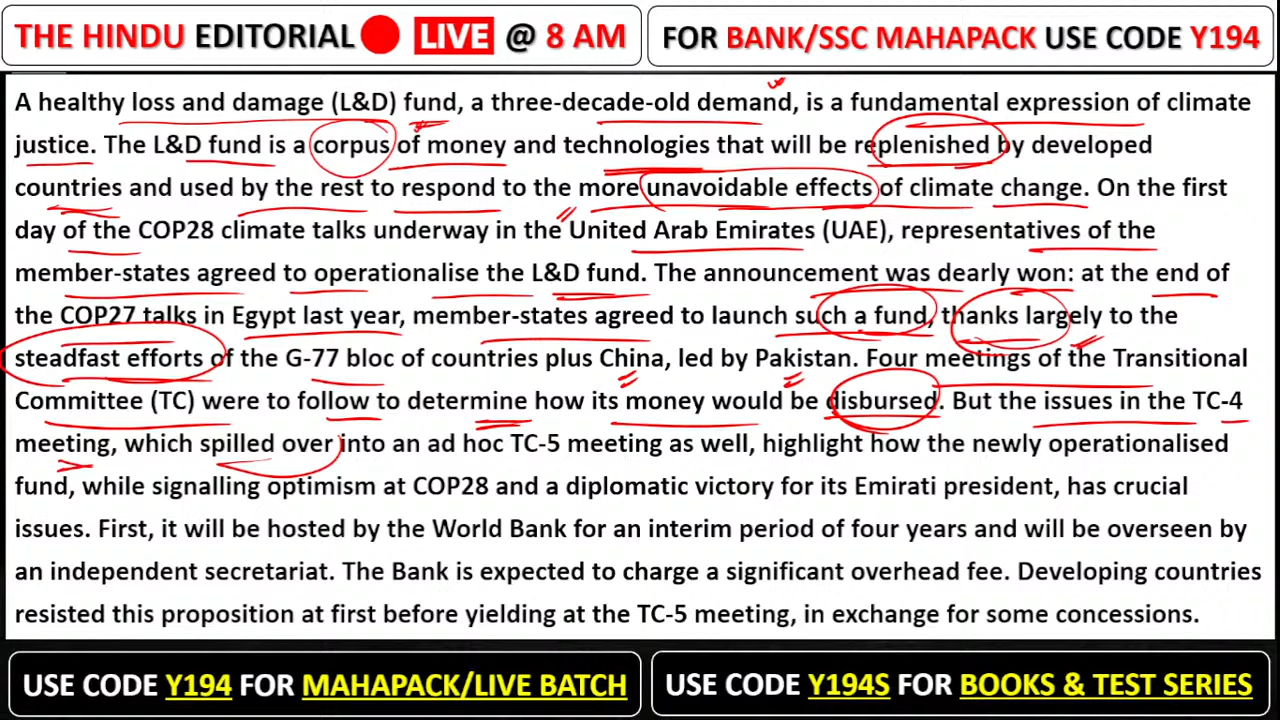 THE HINDU EDITORIAL LIVE @ 8 AM
FOR BANK/SSC MAHAPACK USE CODE Y194
A healthy loss and damage (L&D) fund, a three-decade-old demand, is a fundamental expression of climate
justice. The L&D fund is a corpus of money and technologies that will be replenished by developed
countries and used by the rest to respond to the more unavoidable effects of climate change. On the first
day of the COP28 climate talks underway in the United Arab Emirates (UAE), representatives of the
member-states agreed to operationalise the L&D fund. The announcement was dearly won: at the end of
the COP27 talks in Egypt last year, member-states agreed to launch such a fund, thanks largely to the
steadfast efforts of the G-77 bloc of countries plus China, led by Pakistan. Four meetings of the Transitional
Committee (TC) were to follow to determine how its money would be disbursed. But the issues in the TC-4
meeting, which spilled over into an ad hoc TC-5 meeting as well, highlight how the newly operationalised
fund, while signalling optimism at COP28 and a diplomatic victory for its Emirati president, has crucial
issues. First, it will be hosted by the World Bank for an interim period of four years and will be overseen by
an independent secretariat. The Bank is expected to charge a significant overhead fee. Developing countries
resisted this proposition at first before yielding at the TC-5 meeting, in exchange for some concessions.
USE CODE Y194 FOR MAHAPACK/LIVE BATCH
USE CODE Y194S FOR BOOKS & TEST SERIES